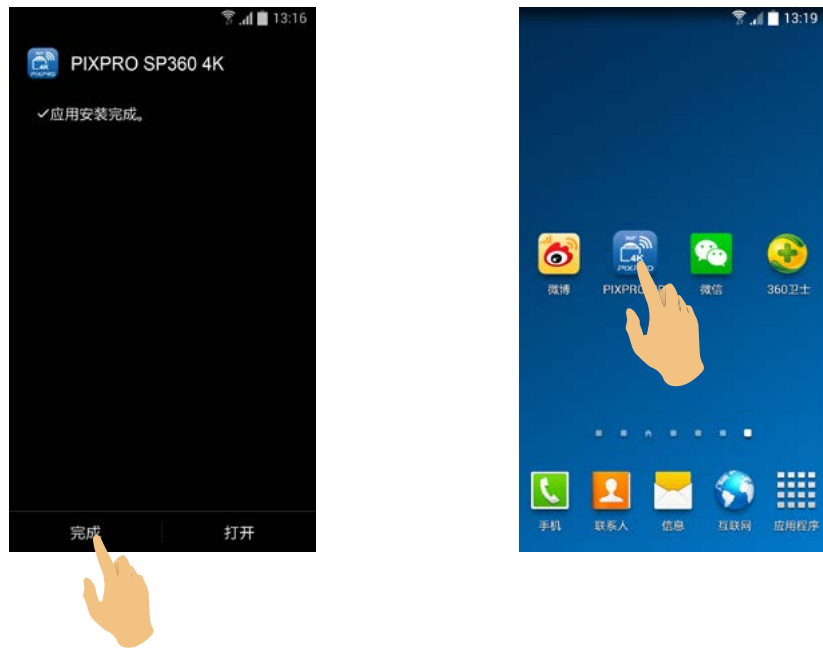 13:16
PIXPRO SP360 4K
✓应用安装完成。
完成
打开
13:19
4K
PIXPRO
微博
PIXPRO
微信
360卫士
手机
联系人
信息
互联网
应用程序